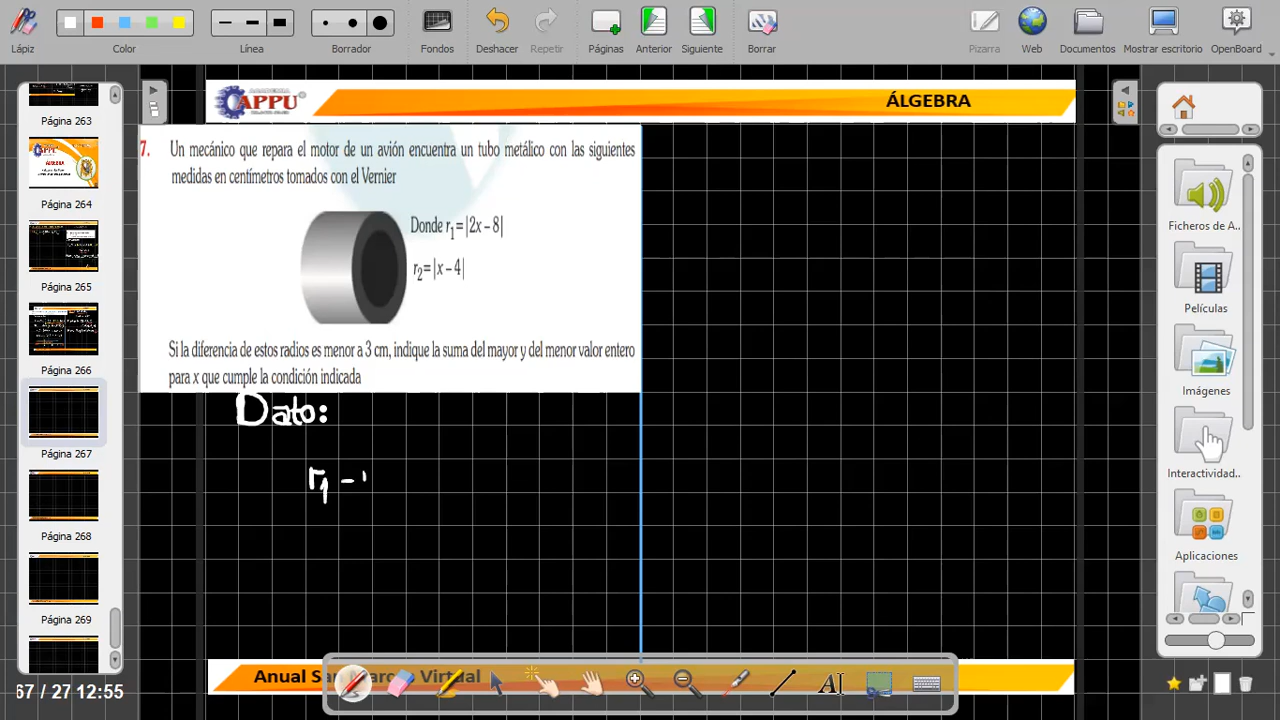 Lápiz
Color
Línea
Borrador
Fondos
Deshacer
Repetir
Páginas
Anterior
Siguiente
Borrar
Pizarra
Web
Documentos
Mostrar escritorio
OpenBoard
Página 263
Página 264
Página 265
Página 266
Página 267
Página 268
Página 269
67 / 27 12:55
ACADEMIA
APPU
ÁLGEBRA
7. Un mecánico que repara el motor de un avión encuentra un tubo metálico con las siguientes
medidas en centímetros tomados con el Vernier
Donde r₁=|2x – 8|
r₂=|x – 4|
Si la diferencia de estos radios es menor a 3 cm, indique la suma del mayor y del menor valor entero
para x que cumple la condición indicada
Dato:
r₁ -
Virtual
Ficheros de A...
Películas
Imágenes
Interactividad...
Aplicaciones